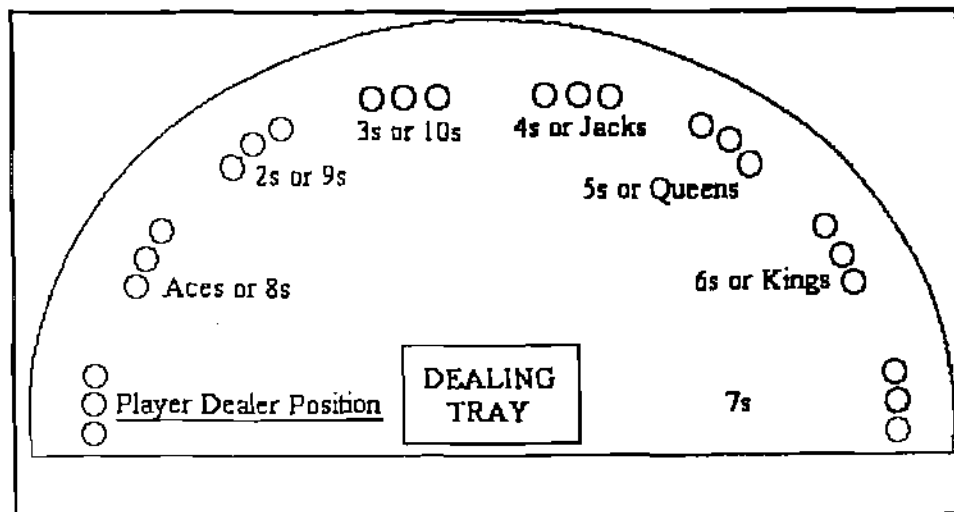 3s or 10s
4s or Jacks
2s or 9s
5s or Queens
Aces or 8s
6s or Kings
Player Dealer Position
DEALING
TRAY
7s